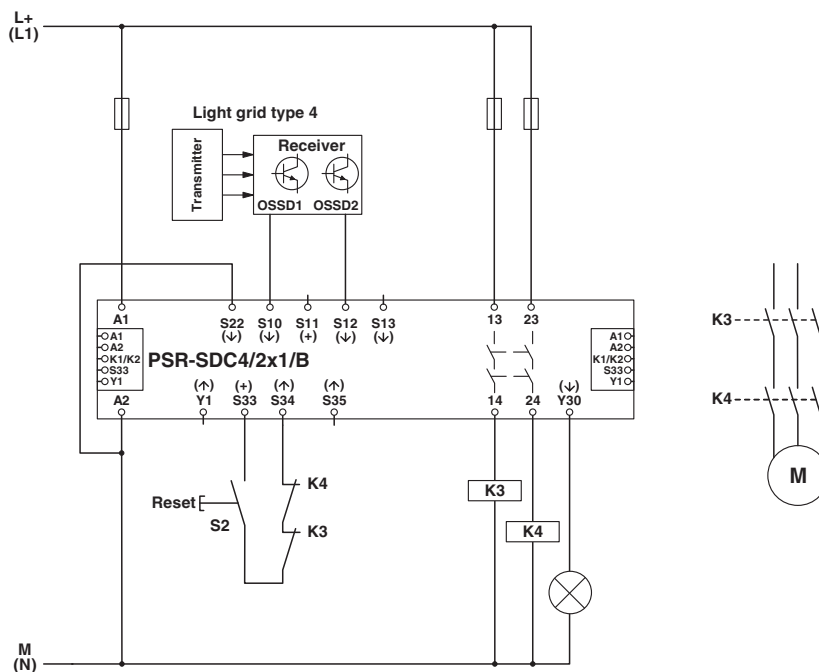 L+
(L1)
Light grid type 4
Transmitter
Receiver
OSSD1 OSSD2
A1 S22 S10 S11 S12 S13 13 23
(↓) (↓) (+) (↓) (↓)
A1
A2
K1/K2
S33
Y1
PSR-SDC4/2x1/B
A1
A2
K1/K2
S33
Y1
(↑) (+) (↑) (↑) (↓)
A2 Y1 S33 S34 S35 14 24 Y30
K3
K4
M
Reset
S2
K4
K3
K3
K4
M
(N)